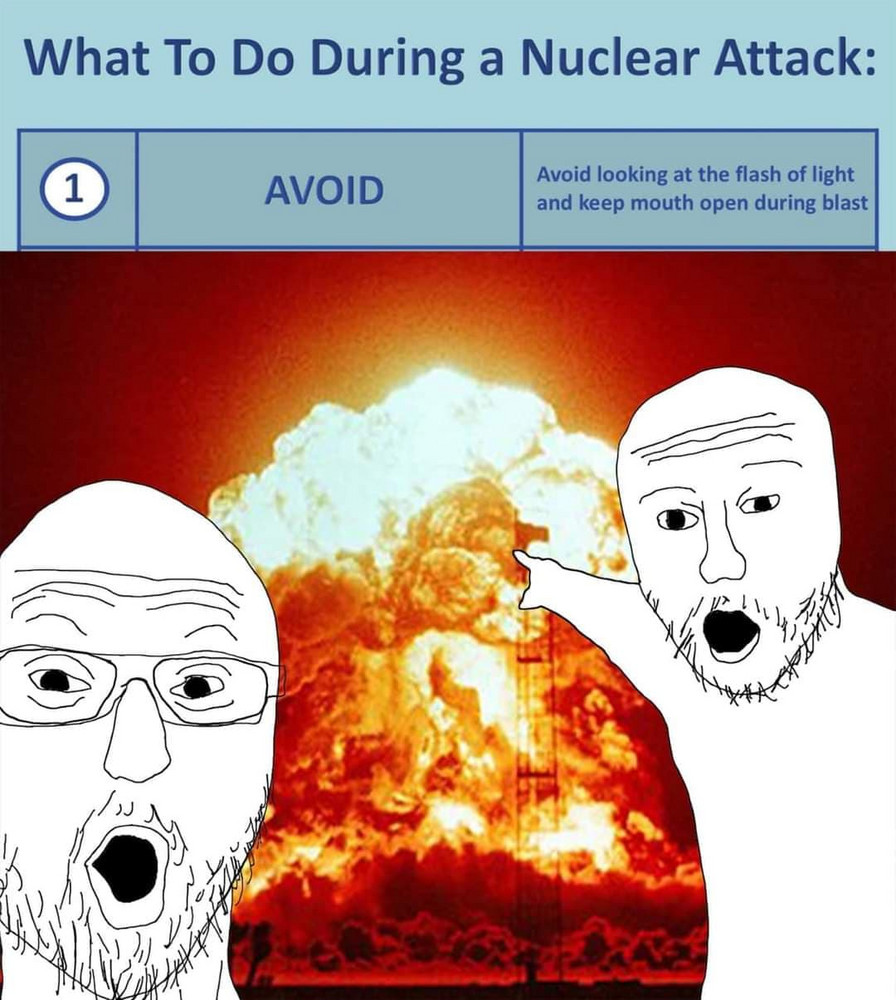 What To Do During a Nuclear Attack:
1
AVOID
Avoid looking at the flash of light
and keep mouth open during blast